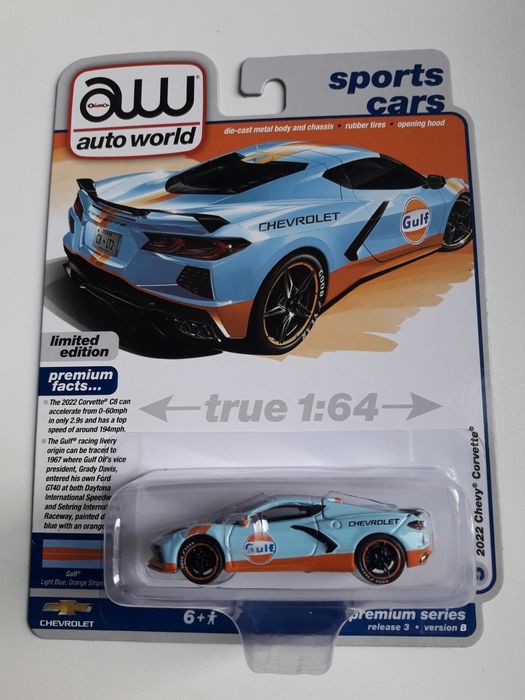 aw®
auto world
sports
cars
die-cast metal body and chassis • rubber tires • opening hood
CHEVROLET
Gulf
limited
edition
premium
facts...
• The 2022 Corvette® C8 can
accelerate from 0-60mph
in only 2.9s and has a top
speed of around 194mph.
• The Gulf® racing livery
origin can be traced to
1967 where Gulf Oil's vice
president, Grady Davis,
entered his own Ford
GT40 at both Daytona
International Speedw
and Sebring Internat
Raceway, painted
blue with an orang
true 1:64
2022 Chevy® Corvette®
CHEVROLET
Gulf
Gulf®
Light Blue, Orange Stripe
CHEVROLET
6+
premium series
release 3 • version B